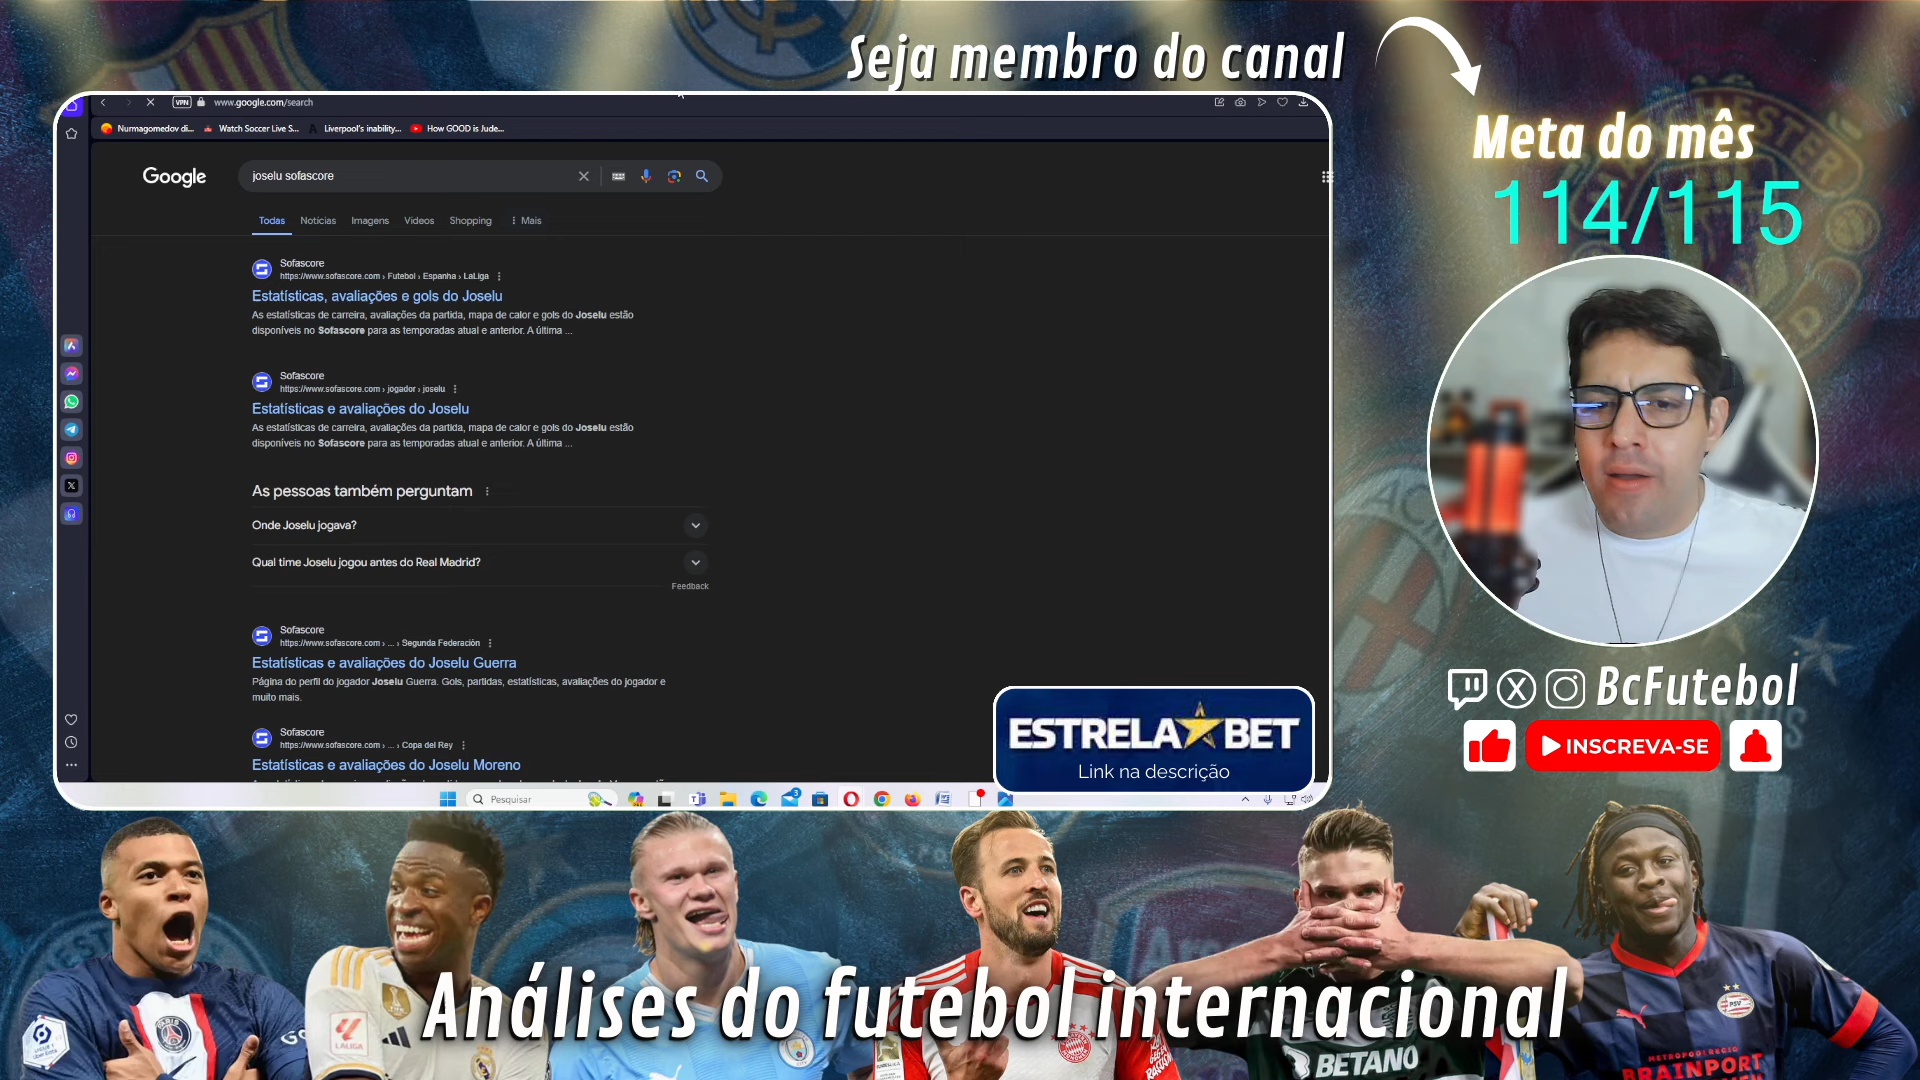 Seja membro do canal
Meta do mês
114/115
VPN
www.google.com/search
Nurmagomedov di...
Watch Soccer Live S...
Liverpool's inability...
How GOOD is Jude...
Google
joselu sofascore
Todas
Notícias
Imagens
Vídeos
Shopping
Mais
Sofascore
https://www.sofascore.com › Futebol › Espanha › LaLiga
Estatísticas, avaliações e gols do Joselu
As estatísticas de carreira, avaliações da partida, mapa de calor e gols do Joselu estão
disponíveis no Sofascore para as temporadas atual e anterior. A última ...
Sofascore
https://www.sofascore.com › jogador › joselu
Estatísticas e avaliações do Joselu
As estatísticas de carreira, avaliações da partida, mapa de calor e gols do Joselu estão
disponíveis no Sofascore para as temporadas atual e anterior. A última ...
As pessoas também perguntam
Onde Joselu jogava?
Qual time Joselu jogou antes do Real Madrid?
Feedback
Sofascore
https://www.sofascore.com › ... › Segunda Federación
Estatísticas e avaliações do Joselu Guerra
Página do perfil do jogador Joselu Guerra. Gols, partidas, estatísticas, avaliações do jogador e
muito mais.
Sofascore
https://www.sofascore.com › ... › Copa del Rey
Estatísticas e avaliações do Joselu Moreno
ESTRELA BET
Link na descrição
Pesquisar
3
BcFutebol
INSCREVA-SE
Análises do futebol internacional
PARIS
LALIGA
BETANO
PSV
METROPOOLREGIO
BRAINPORT